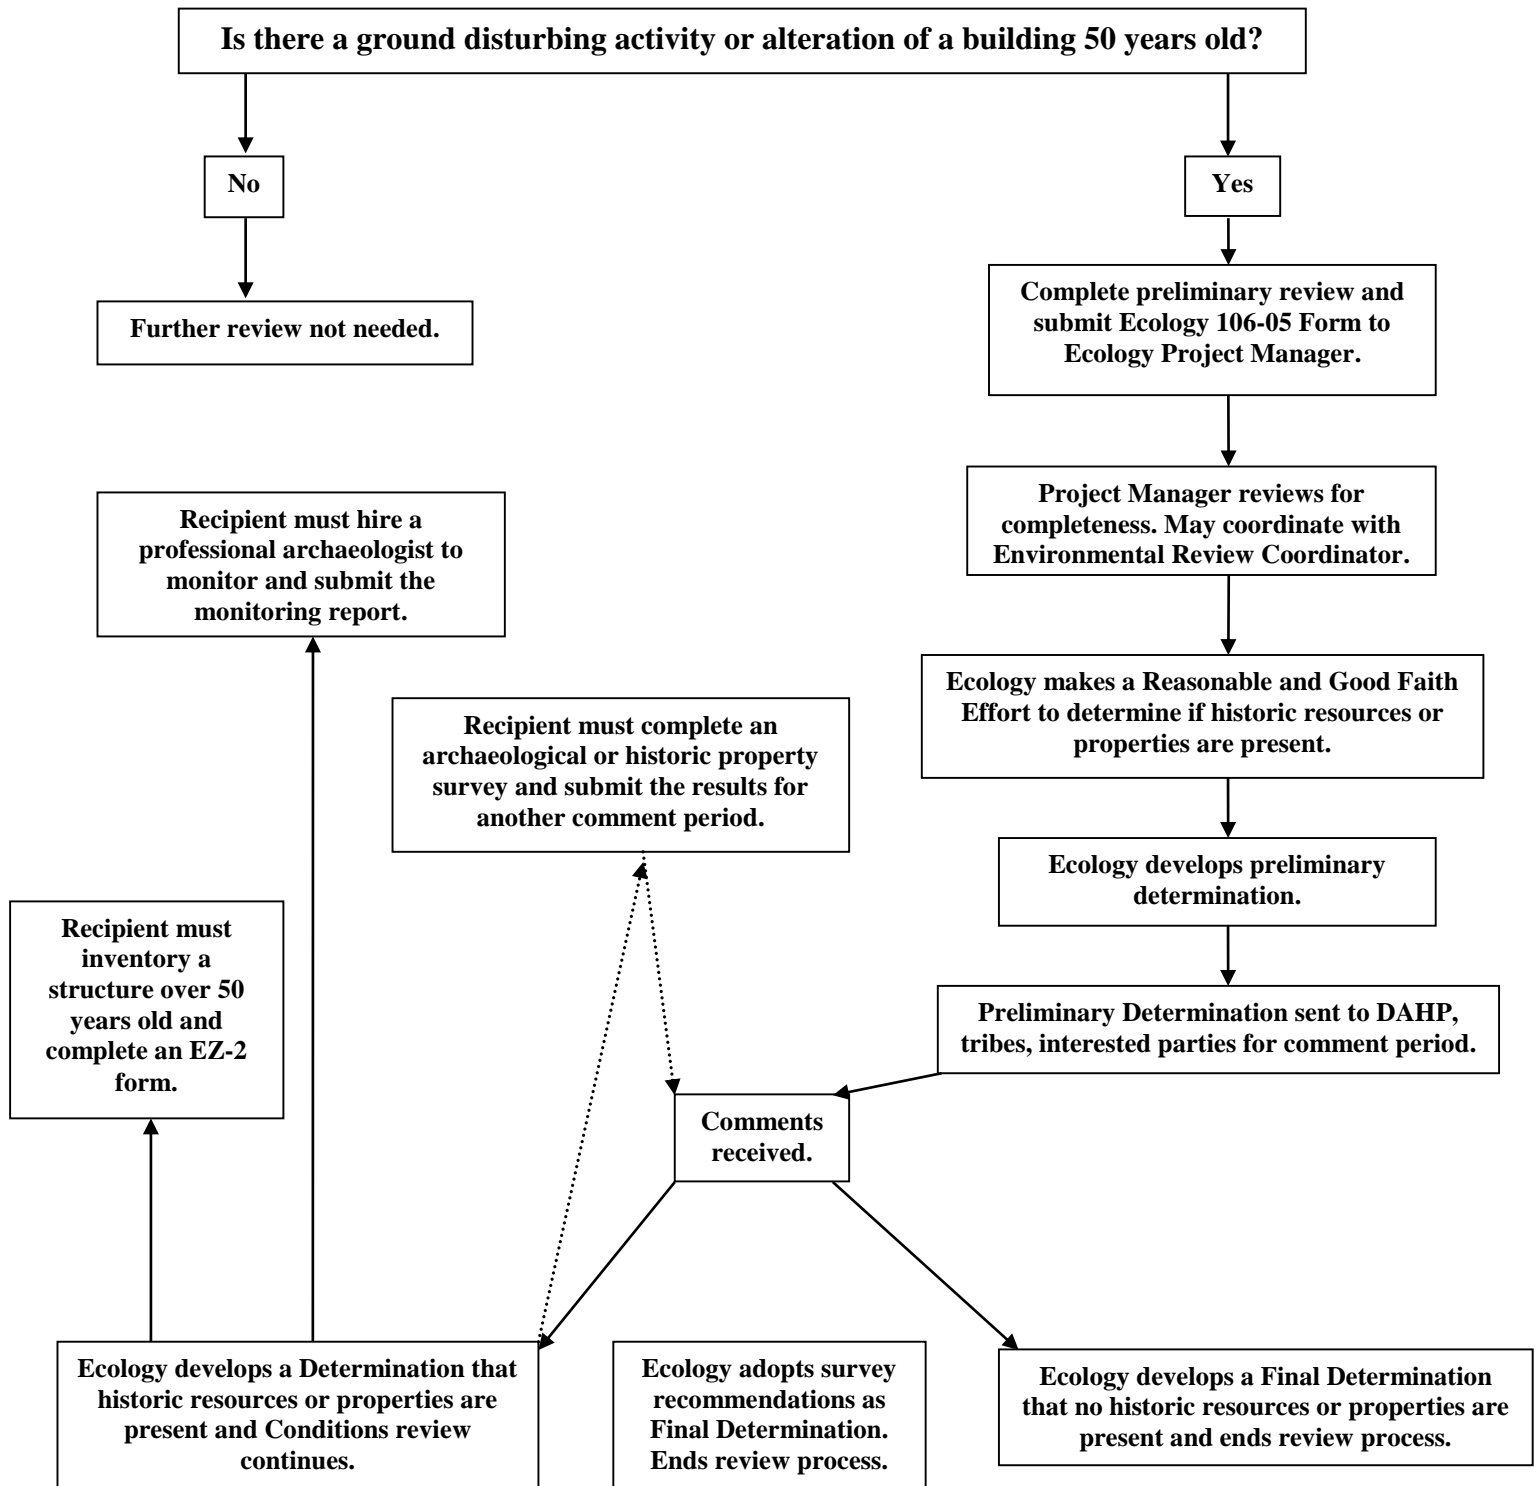 Is there a ground disturbing activity or alteration of a building 50 years old?
No
Yes
Further review not needed.
Complete preliminary review and
submit Ecology 106-05 Form to
Ecology Project Manager.
Project Manager reviews for
completeness. May coordinate with
Environmental Review Coordinator.
Recipient must hire a
professional archaeologist to
monitor and submit the
monitoring report.
Ecology makes a Reasonable and Good Faith
Effort to determine if historic resources or
properties are present.
Recipient must complete an
archaeological or historic property
survey and submit the results for
another comment period.
Ecology develops preliminary
determination.
Recipient must
inventory a
structure over 50
years old and
complete an EZ-2
form.
Preliminary Determination sent to DAHP,
tribes, interested parties for comment period.
Comments
received.
Ecology develops a Determination that
historic resources or properties are
present and Conditions review
continues.
Ecology adopts survey
recommendations as
Final Determination.
Ends review process.
Ecology develops a Final Determination
that no historic resources or properties are
present and ends review process.